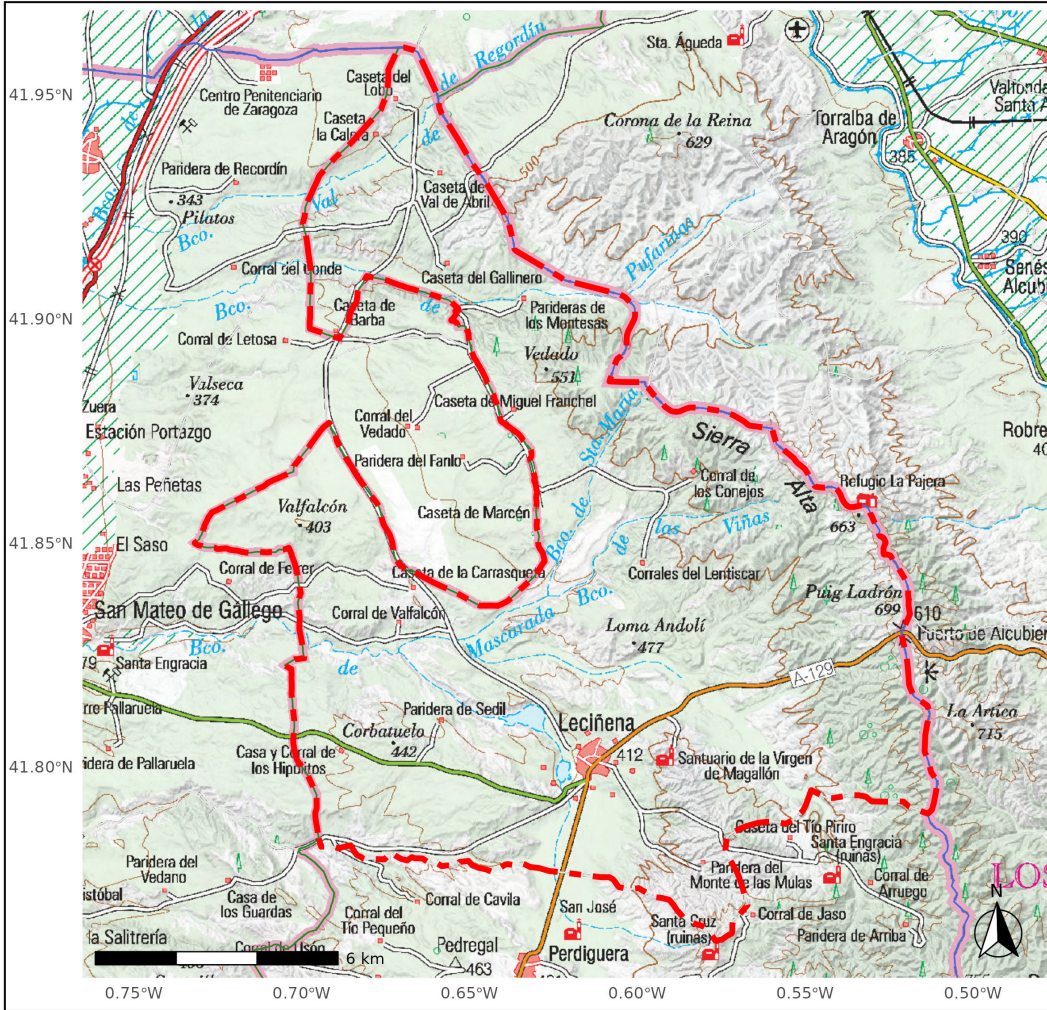 41.95°N
41.90°N
41.85°N
41.80°N
0.75°W
0.70°W
0.65°W
0.60°W
0.55°W
0.50°W
Sta. Águeda
Regordín
de
Caseta del
Lobo
Centro Penitenciario
de Zaragoza
Caseta
la Calera
Corona de la Reina
629
Torralba de
Aragón
385
Paridera de Recordín
343
Pilatos
Bco.
Val
de
Caseta de
Val de Abril
500
Pufarinas
390
Corral del Conde
Caseta del Gallinero
Bco.
de
Caseta de
Barba
Parideras de
los Montesas
Corral de Letosa
Vedado
551
Valseca
374
Zuera
Estación Portazgo
Caseta de Miguel Franchel
Corral del
Vedado
Paridera del Fanlo
Sta. María
Bco. de
Sierra
Alta
Las Peñetas
Valfalcón
403
Caseta de Marcén
Corral de
los Conejos
Refugio La Pajera
663
de las Viñas
El Saso
Corral de Ferrer
Caseta de la Carrasqueta
Corrales del Lentiscar
San Mateo de Gállego
Corral de Valfalcón
Mascarada Bco.
Puig Ladrón
699
610
Loma Andolí
477
Bco.
de
Santa Engracia
A-129
La Artica
715
Paridera de Sedil
Corbatuelo
442
Leciñena
412
Casa y Corral de
los Hipólitos
Santuario de la Virgen
de Magallón
Caseta del Tío Piriro
Santa Engracia
(ruinas)
Paridera del
Vedano
Casa de
los Guardas
Paridera del
Monte de las Mulas
Corral de
Arruego
Corral de Cavila
Corral del
Tío Pequeño
San José
Santa Cruz
(ruinas)
Corral de Jaso
Paridera de Arriba
la Salitrería
Pedregal
463
Perdiguera
LOS
N
6 km